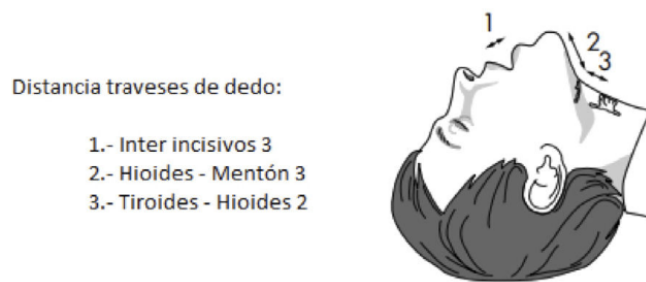 1
2
3
Distancia traveses de dedo:
1.- Inter incisivos 3
2.- Hioides - Mentón 3
3.- Tiroides - Hioides 2